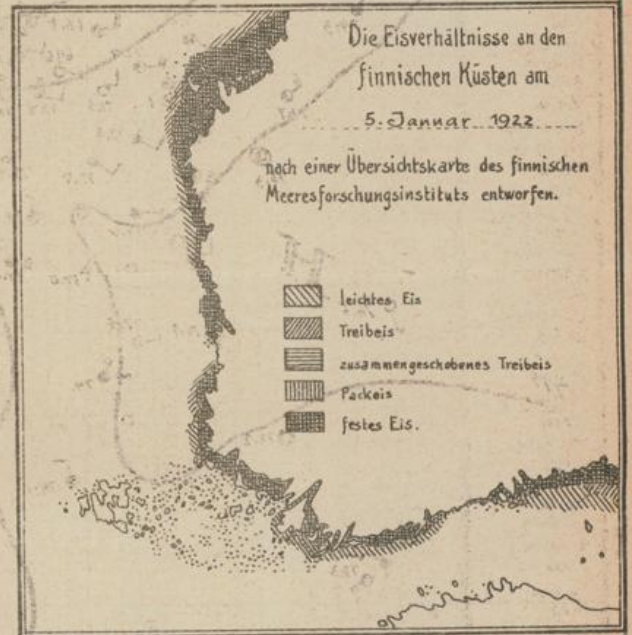 Die Eisverhältnisse an den
finnischen Küsten am
5. Januar 1922
nach einer Übersichtskarte des finnischen
Meeresforschungsinstituts entworfen.
leichtes Eis
Treibeis
zusammengeschobenes Treibeis
Packeis
festes Eis.